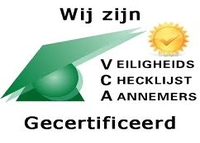 Wij zijn
VEILIGHEIDS
CHECKLIJST
AANNEMERS
Gecertificeerd